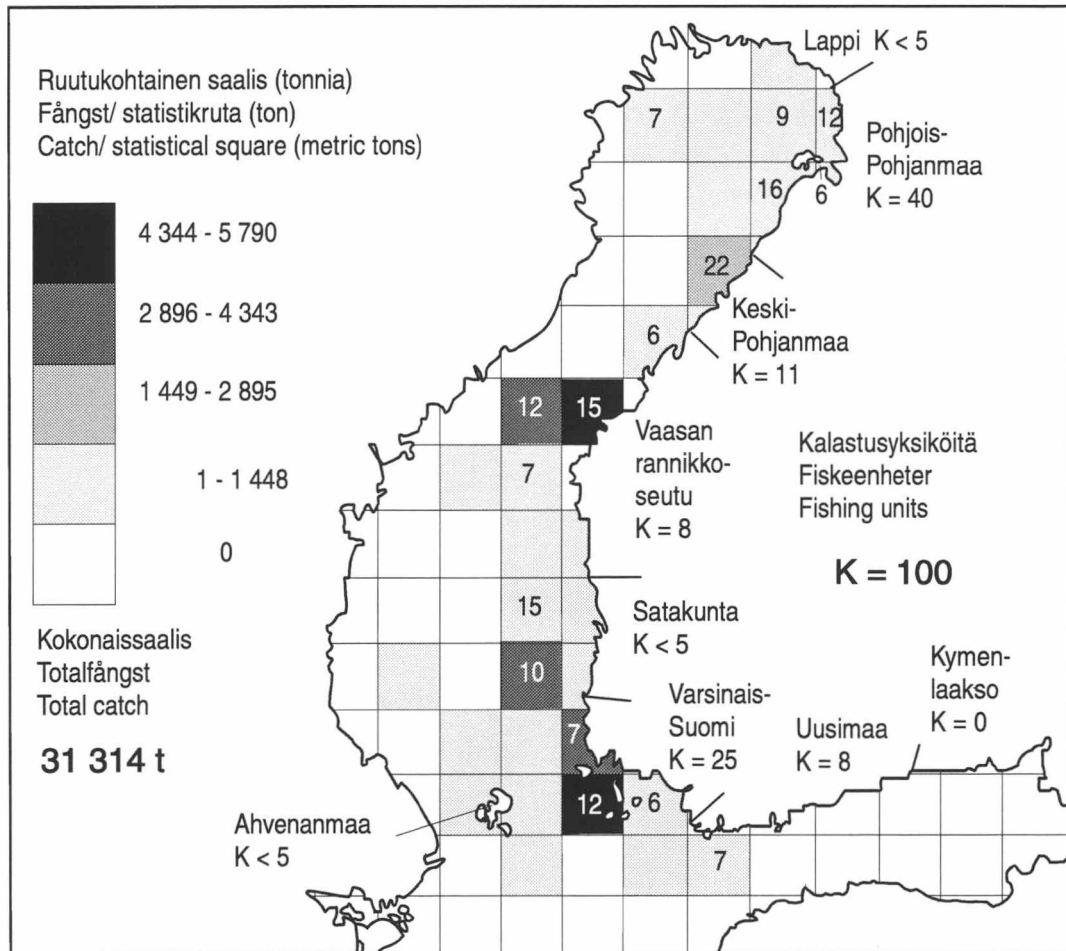 Ruutukohtainen saalis (tonnia)
Fångst/ statistikruta (ton)
Catch/ statistical square (metric tons)
4 344 - 5 790
2 896 - 4 343
1 449 - 2 895
1 - 1 448
0
Kokonaissaalis
Totalfångst
Total catch
31 314 t
Lappi K < 5
7
9
12
Pohjois-
Pohjanmaa
K = 40
16
6
22
Keski-
Pohjanmaa
K = 11
6
12
15
Vaasan
rannikko-
seutu
K = 8
7
Kalastusyksiköitä
Fiskeenheter
Fishing units
K = 100
15
Satakunta
K < 5
10
Varsinais-
Suomi
K = 25
7
Uusimaa
K = 8
Kymen-
laakso
K = 0
12
6
Ahvenanmaa
K < 5
7